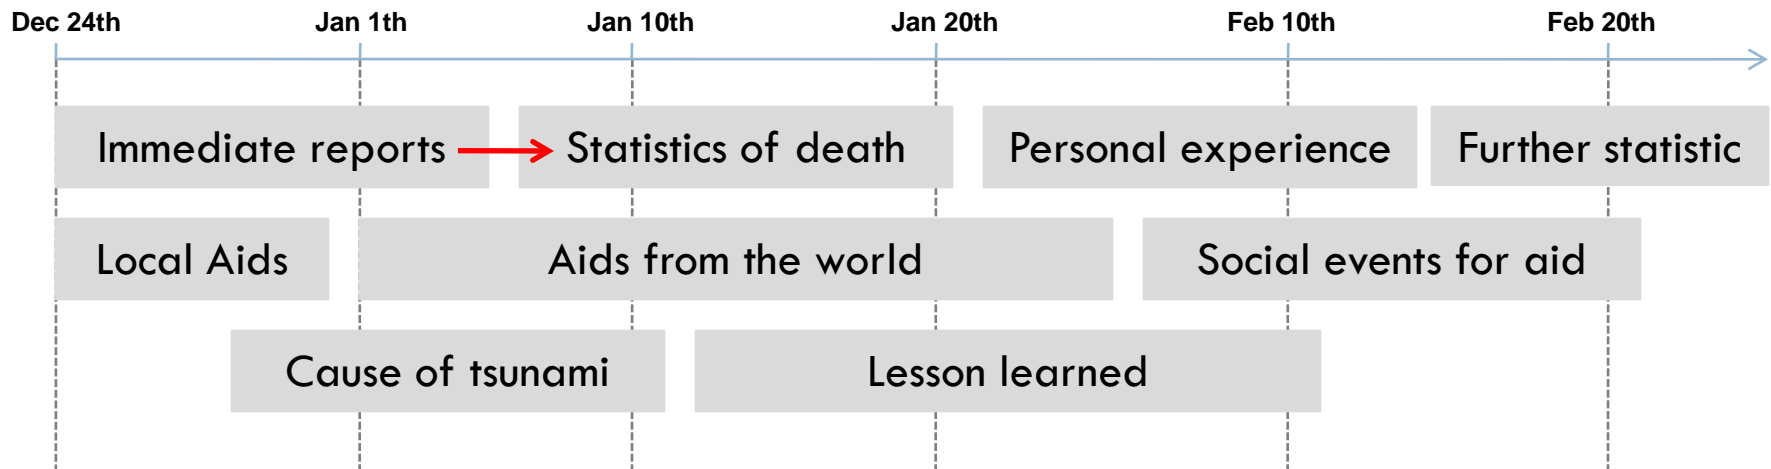 Dec 24th Jan 1th Jan 10th Jan 20th Feb 10th Feb 20th
Immediate reports Statistics of death Personal experience Further statistic
Local Aids Aids from the world Social events for aid
Cause of tsunami Lesson learned